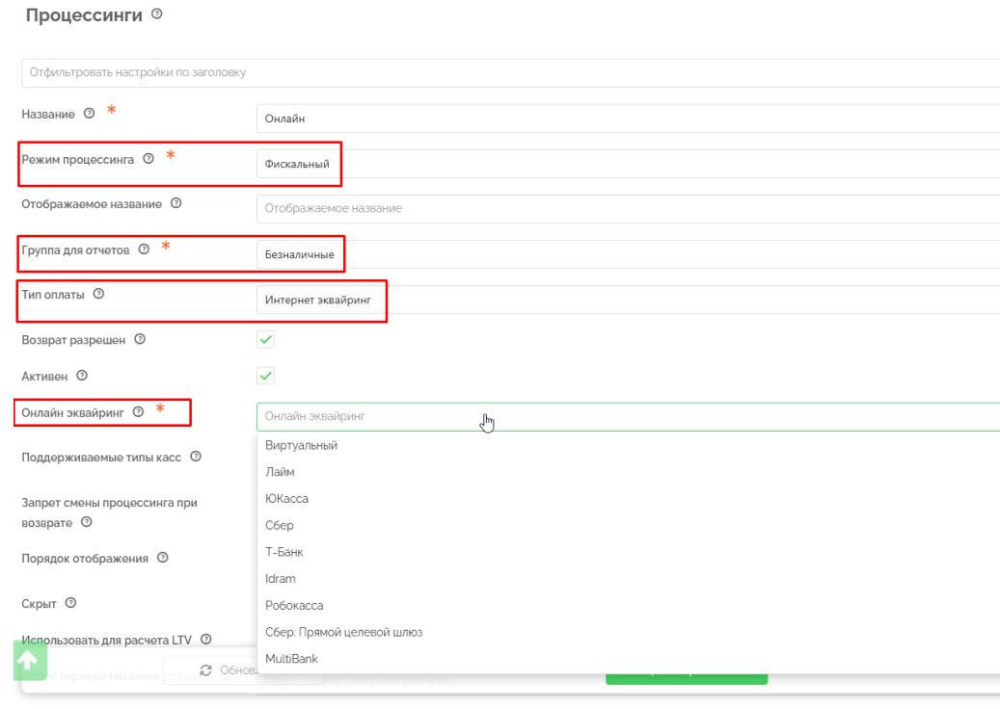 Процессинги
Отфильтровать настройки по заголовку
Название *
Онлайн
Режим процессинга *
Фискальный
Отображаемое название
Отображаемое название
Группа для отчетов *
Безналичные
Тип оплаты
Интернет эквайринг
Возврат разрешен
Активен
Онлайн эквайринг *
Онлайн эквайринг
Виртуальный
Лайм
Поддерживаемые типы касс
ЮКасса
Запрет смены процессинга при
возврате
Сбер
Т-Банк
Порядок отображения
Idram
Скрыт
Робокасса
Использовать для расчета LTV
Сбер: Прямой целевой шлюз
MultiBank
Обнов
сервера магазина